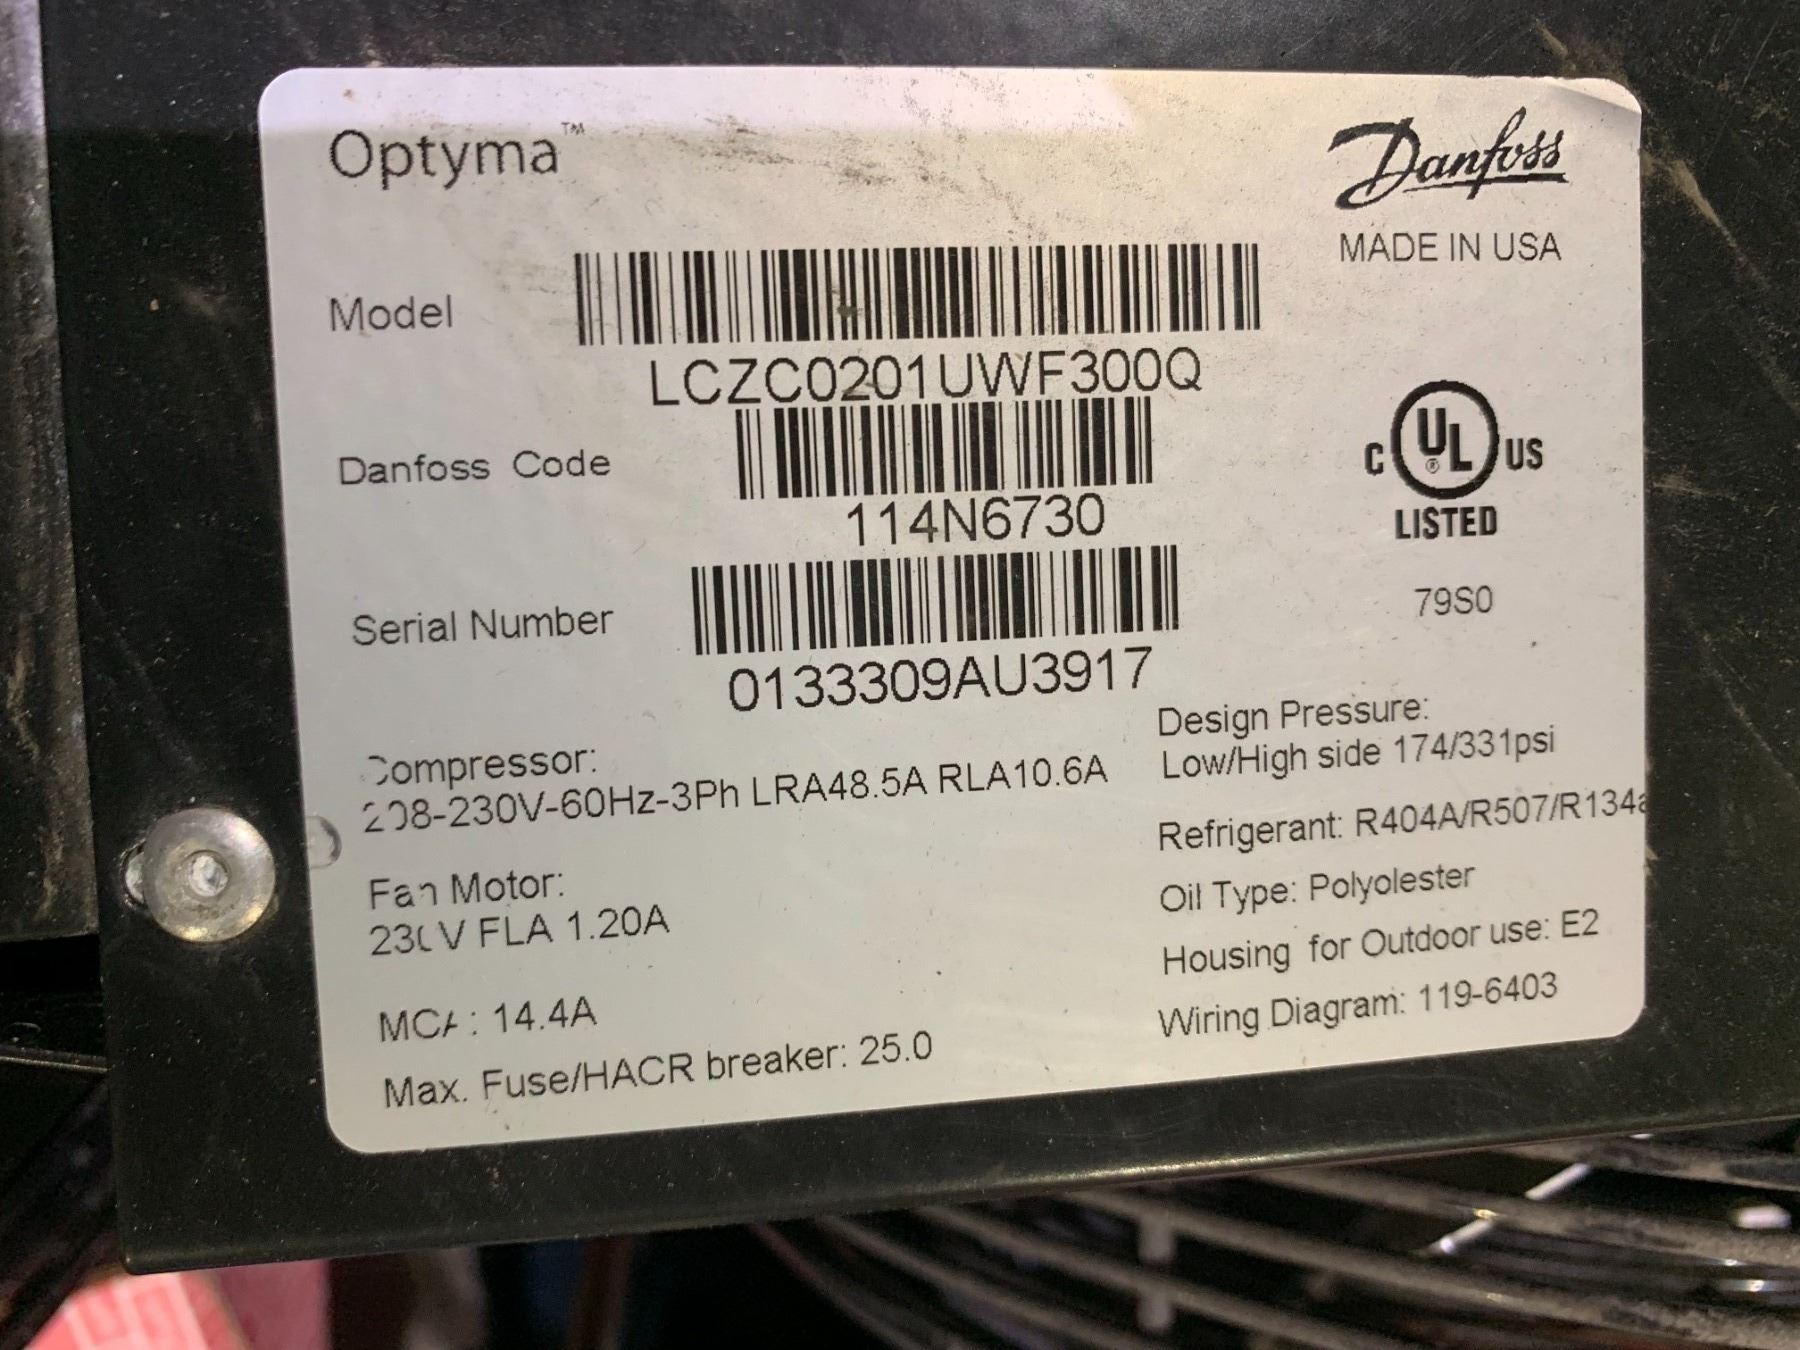 Optyma™
Danfoss
MADE IN USA
Model
LCZC0201UWF300Q
Danfoss Code
114N6730
C UL® US
LISTED
Serial Number
0133309AU3917
79S0
Compressor:
208-230V-60Hz-3Ph LRA48.5A RLA10.6A
Fan Motor:
230V FLA 1.20A
MCA: 14.4A
Max. Fuse/HACR breaker: 25.0
Design Pressure:
Low/High side 174/331psi
Refrigerant: R404A/R507/R134a
Oil Type: Polyolester
Housing for Outdoor use: E2
Wiring Diagram: 119-6403